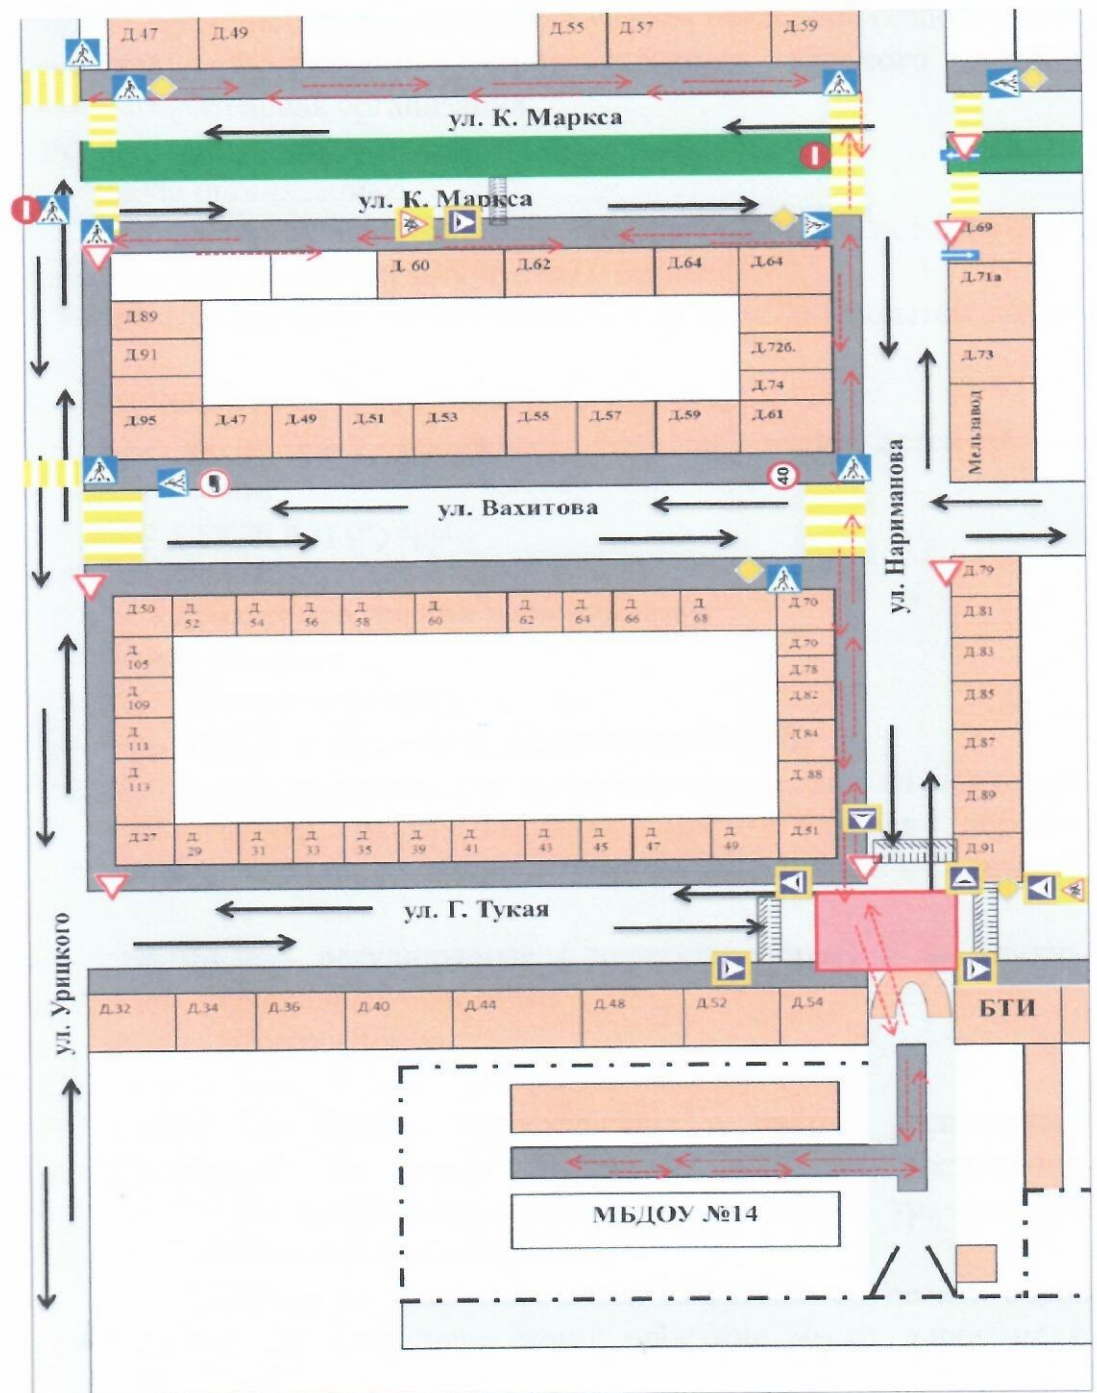 Д.47 Д.49 Д.55 Д.57 Д.59
ул. К. Маркса
ул. К. Маркса
Д.69
Д. 60 Д.62 Д.64 Д.64
Д.71а
Д.89
Д.91 Д.72б. Д.73
Д.74
Д.95 Д.47 Д.49 Д.51 Д.53 Д.55 Д.57 Д.59 Д.61
Мельзавод
40
ул. Вахитова
ул. Нариманова
Д.79
Д.50 Д 52 Д 54 Д 56 Д 58 Д 60 Д 62 Д 64 Д 66 Д 68 Д.70
Д.81
Д 105 Д.70 Д.83
Д.78
Д 109 Д.82 Д.85
Д 111 Д.84 Д.87
Д 113 Д.88 Д.89
Д.27 Д 29 Д 31 Д 33 Д 35 Д 39 Д 41 Д 43 Д 45 Д 47 Д 49 Д.51
Д.91
ул. Г. Тукая
ул. Урицкого
Д.32 Д.34 Д.36 Д.40 Д.44 Д.48 Д.52 Д.54 БТИ
МБДОУ №14